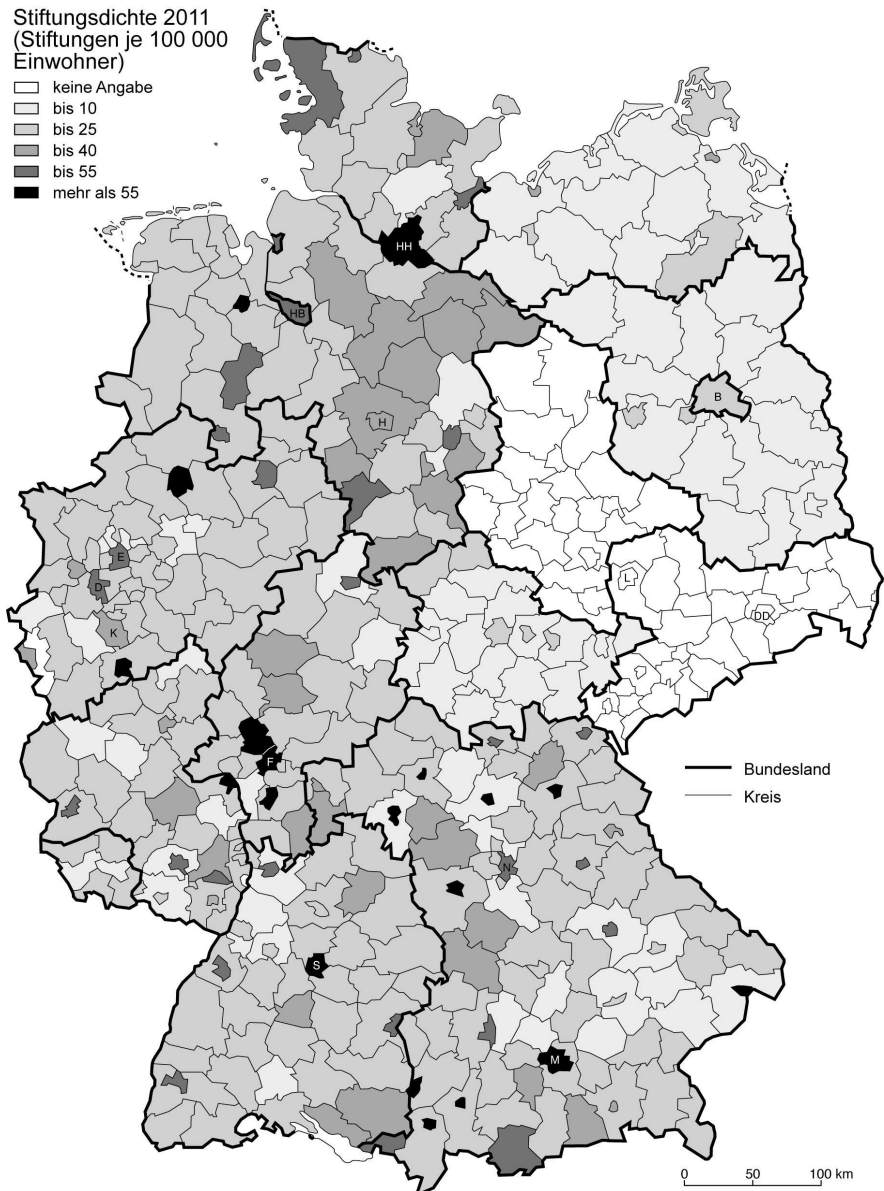 Stiftungsdichte 2011
(Stiftungen je 100 000
Einwohner)
keine Angabe
bis 10
bis 25
bis 40
bis 55
mehr als 55
HH
HB
B
H
E
D
L
K
DD
F
Bundesland
Kreis
N
S
M
0 50 100 km